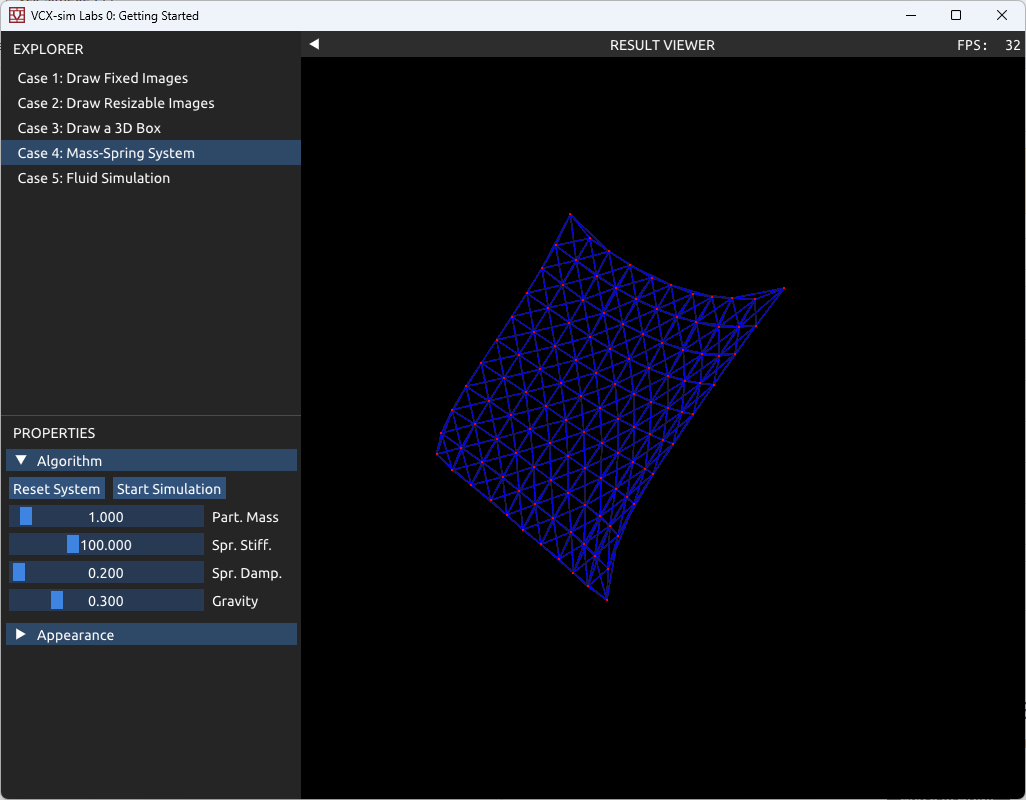 VCX-sim Labs 0: Getting Started
EXPLORER
RESULT VIEWER
FPS: 32
Case 1: Draw Fixed Images
Case 2: Draw Resizable Images
Case 3: Draw a 3D Box
Case 4: Mass-Spring System
Case 5: Fluid Simulation
PROPERTIES
Algorithm
Reset System Start Simulation
1.000 Part. Mass
100.000 Spr. Stiff.
0.200 Spr. Damp.
0.300 Gravity
Appearance